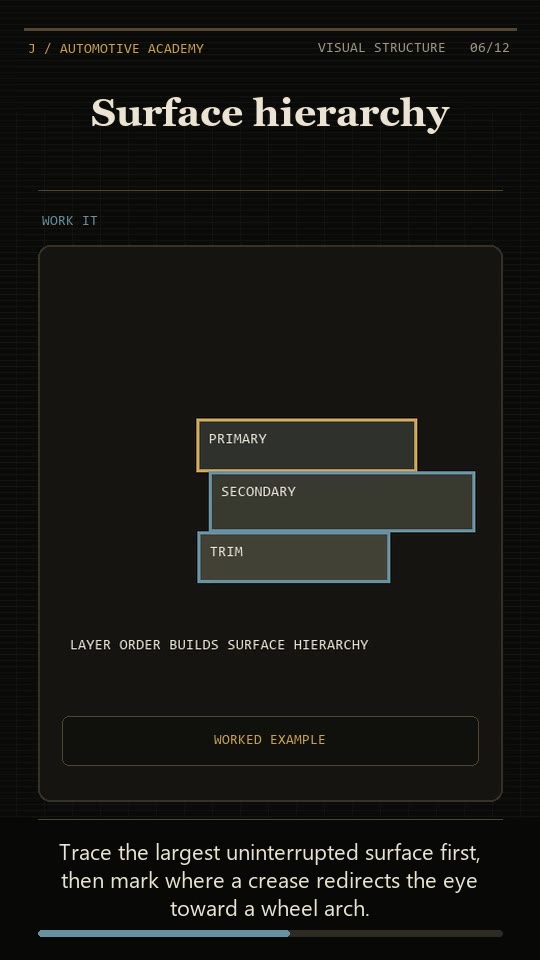 J / AUTOMOTIVE ACADEMY
VISUAL STRUCTURE 06/12
Surface hierarchy
WORK IT
PRIMARY
SECONDARY
TRIM
LAYER ORDER BUILDS SURFACE HIERARCHY
WORKED EXAMPLE
Trace the largest uninterrupted surface first,
then mark where a crease redirects the eye
toward a wheel arch.